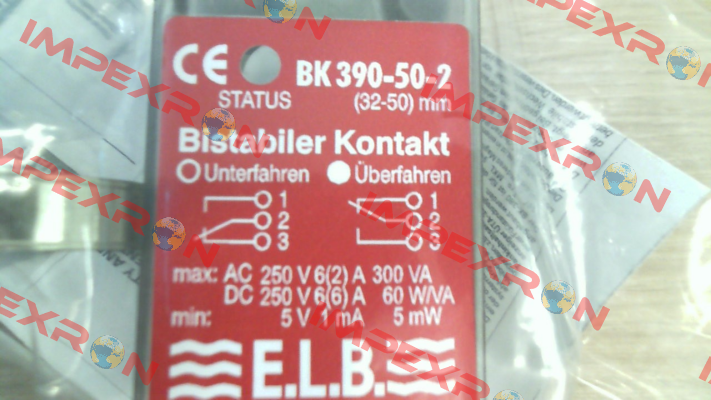 CE BK 390-50-2
STATUS (32-50) mm
Bistabiler Kontakt
Unterfahren Überfahren
1 1
2 2
3 3
max: AC 250 V 6(2) A 300 VA
DC 250 V 6(6) A 60 W/VA
min: 5 V 1 mA 5 mW
E.L.B.
IMPEXRON
IMPEXRON
IMPEXRON
IMPEXRON
IMPEXRON
IMPEXRON